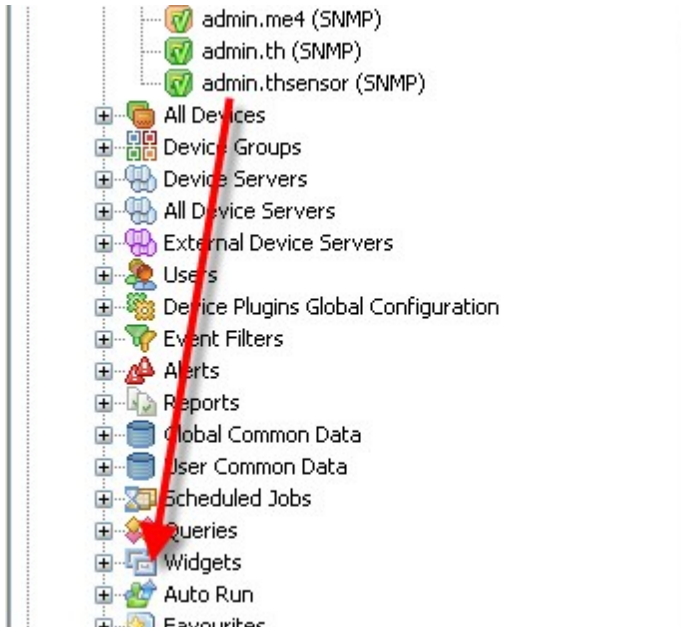 admin.me4 (SNMP)
admin.th (SNMP)
admin.thsensor (SNMP)
All Devices
Device Groups
Device Servers
All Device Servers
External Device Servers
Users
Device Plugins Global Configuration
Event Filters
Alerts
Reports
Global Common Data
User Common Data
Scheduled Jobs
Queries
Widgets
Auto Run
Favourites